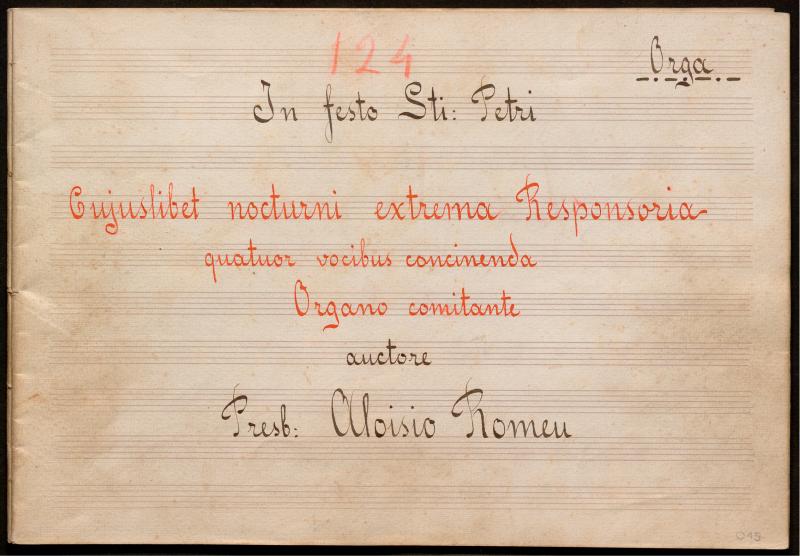 124
Orga
In festo Sti: Petri
Cujuslibet nocturni extrema Responsoria
quatuor vocibus concinenda
Organo comitante
auctore
Presb: Aloisio Romeu
045